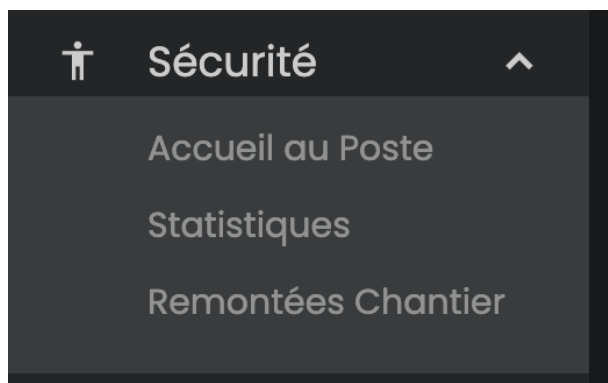 Sécurité
Accueil au Poste
Statistiques
Remontées Chantier